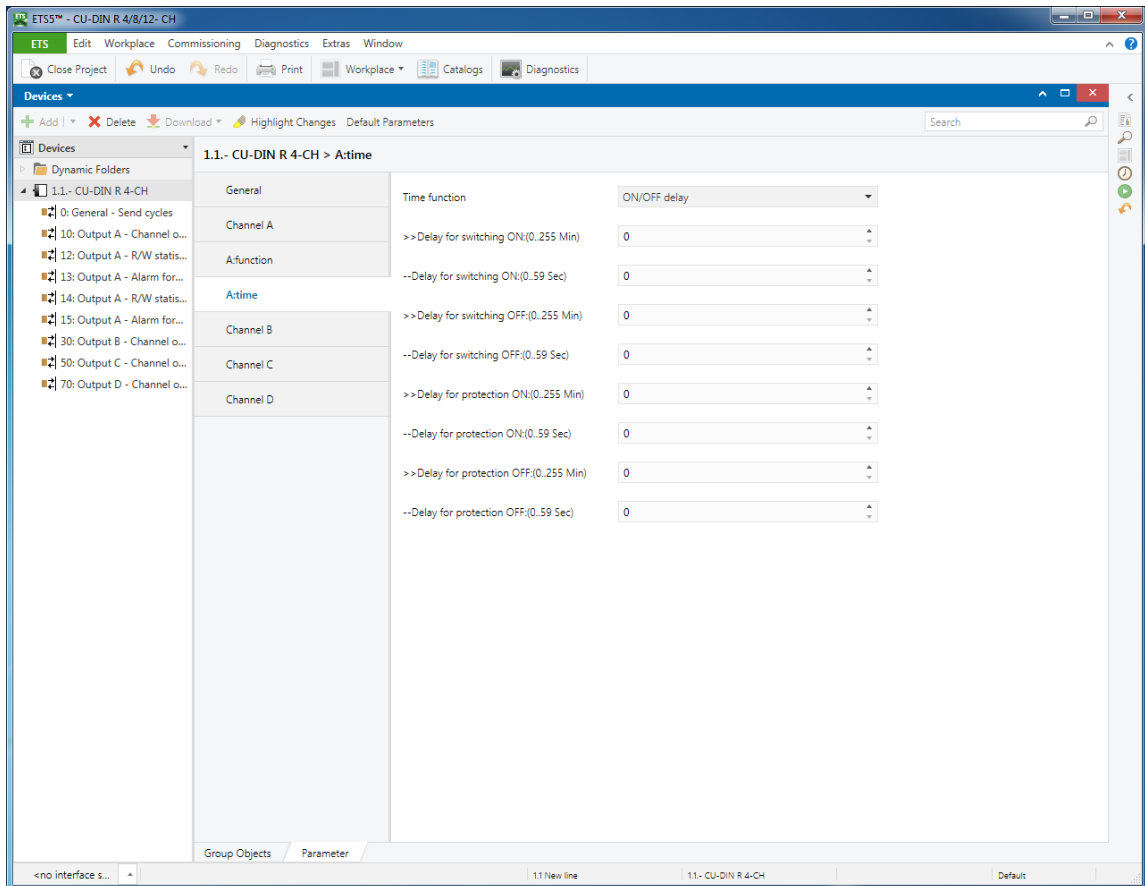 ETS5™ - CU-DIN R 4/8/12- CH
ETS Edit Workplace Commissioning Diagnostics Extras Window
Close Project Undo Redo Print Workplace Catalogs Diagnostics
Devices
Add Delete Download Highlight Changes Default Parameters Search
Devices
Dynamic Folders
1.1.- CU-DIN R 4-CH
0: General - Send cycles
10: Output A - Channel o...
12: Output A - R/W statis...
13: Output A - Alarm for...
14: Output A - R/W statis...
15: Output A - Alarm for...
30: Output B - Channel o...
50: Output C - Channel o...
70: Output D - Channel o...
1.1.- CU-DIN R 4-CH > A:time
General
Channel A
A:function
A:time
Channel B
Channel C
Channel D
Time function ON/OFF delay
>>Delay for switching ON:(0..255 Min) 0
--Delay for switching ON:(0..59 Sec) 0
>>Delay for switching OFF:(0..255 Min) 0
--Delay for switching OFF:(0..59 Sec) 0
>>Delay for protection ON:(0..255 Min) 0
--Delay for protection ON:(0..59 Sec) 0
>>Delay for protection OFF:(0..255 Min) 0
--Delay for protection OFF:(0..59 Sec) 0
Group Objects Parameter
<no interface s... 1.1 New line 1.1.- CU-DIN R 4-CH Default